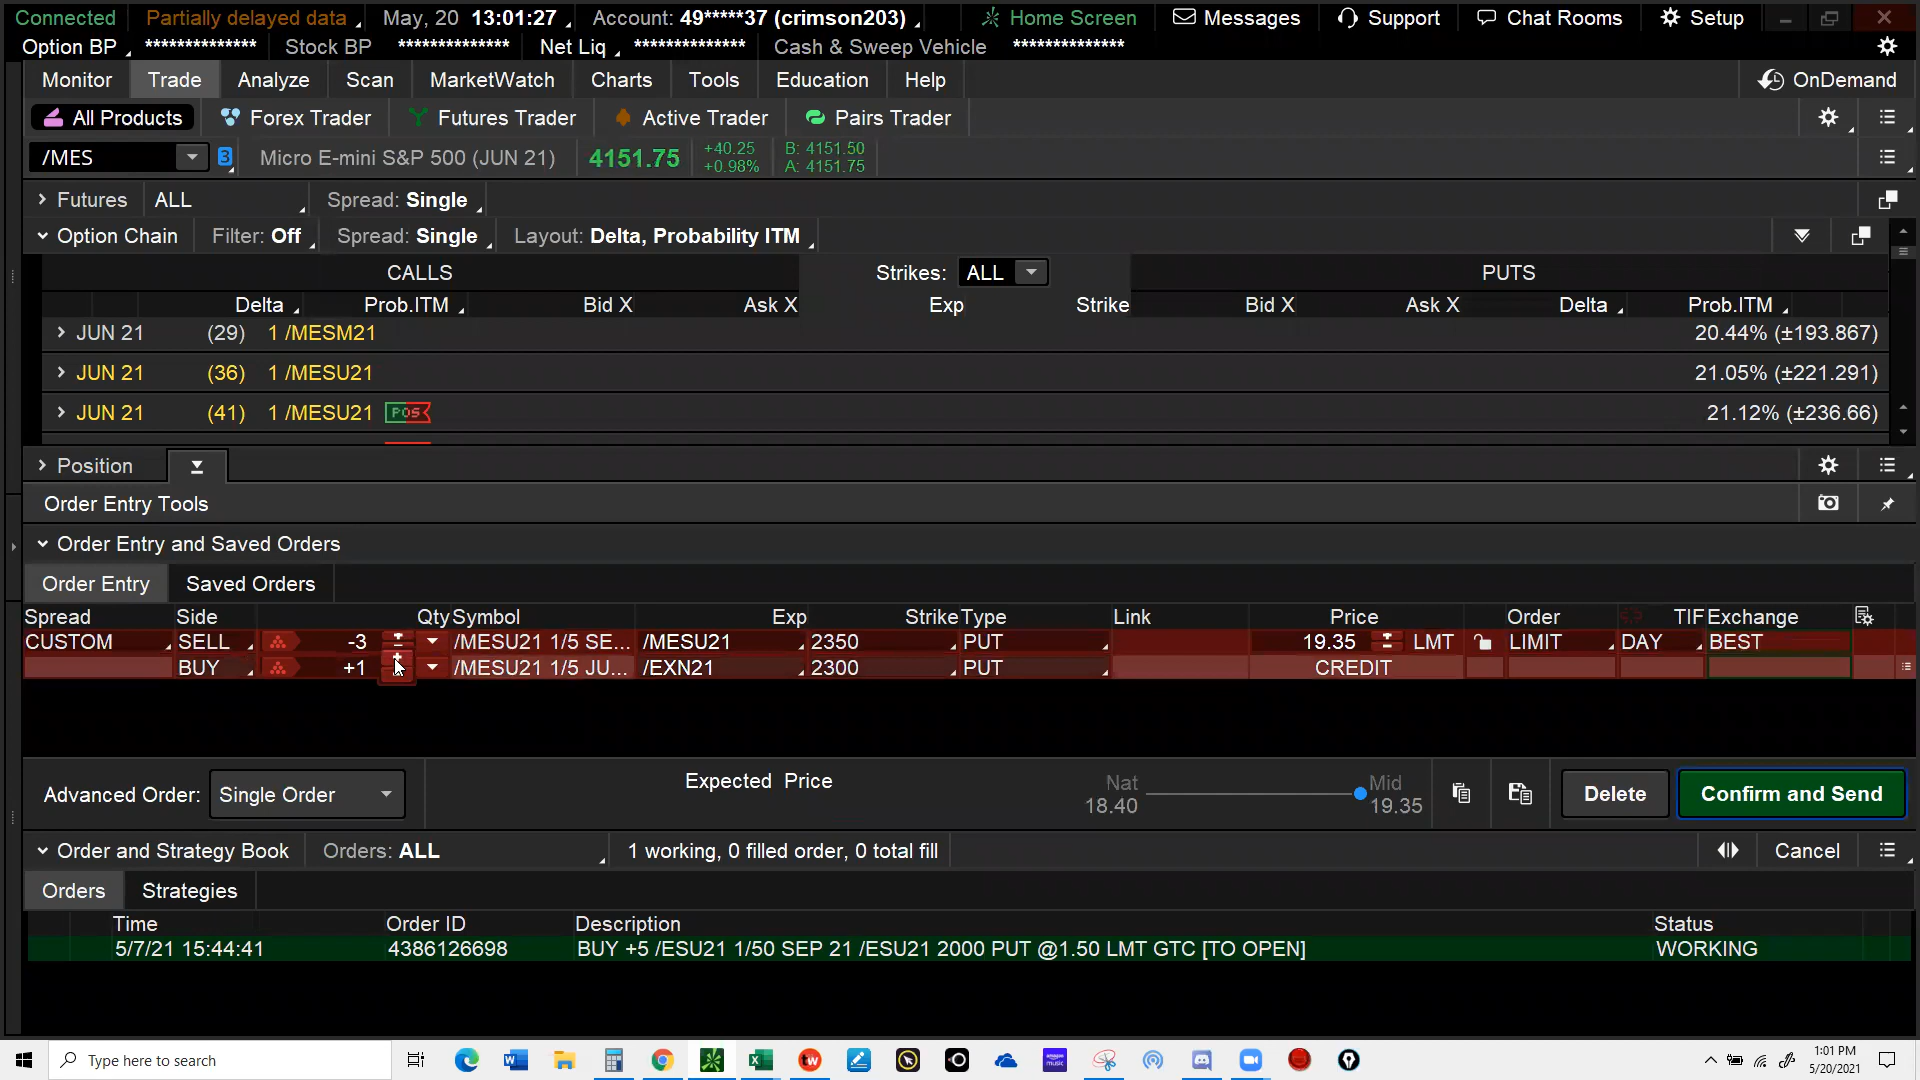 Connected Partially delayed data May, 20 13:01:27 Account: 49*****37 (crimson203) Home Screen Messages Support Chat Rooms Setup
Option BP ************** Stock BP ************** Net Liq ************** Cash & Sweep Vehicle **************
Monitor Trade Analyze Scan MarketWatch Charts Tools Education Help OnDemand
All Products Forex Trader Futures Trader Active Trader Pairs Trader
/MES 3 Micro E-mini S&P 500 (JUN 21) 4151.75 +40.25 B: 4151.50
+0.98% A: 4151.75
Futures ALL Spread: Single
Option Chain Filter: Off Spread: Single Layout: Delta, Probability ITM
CALLS Strikes: ALL PUTS
Delta Prob.ITM Bid X Ask X Exp Strike Bid X Ask X Delta Prob.ITM
JUN 21 (29) 1 /MESM21 20.44% (±193.867)
JUN 21 (36) 1 /MESU21 21.05% (±221.291)
JUN 21 (41) 1 /MESU21 POS 21.12% (±236.66)
Position
Order Entry Tools
Order Entry and Saved Orders
Order Entry Saved Orders
Spread Side Qty Symbol Exp Strike Type Link Price Order TIF Exchange
CUSTOM SELL -3 /MESU21 1/5 SE... /MESU21 2350 PUT 19.35 LMT LIMIT DAY BEST
BUY +1 /MESU21 1/5 JU... /EXN21 2300 PUT CREDIT
Advanced Order: Single Order Expected Price Nat Mid Delete Confirm and Send
18.40 19.35
Order and Strategy Book Orders: ALL 1 working, 0 filled order, 0 total fill Cancel
Orders Strategies
Time Order ID Description Status
5/7/21 15:44:41 4386126698 BUY +5 /ESU21 1/50 SEP 21 /ESU21 2000 PUT @1.50 LMT GTC [TO OPEN] WORKING
Type here to search 1:01 PM
5/20/2021